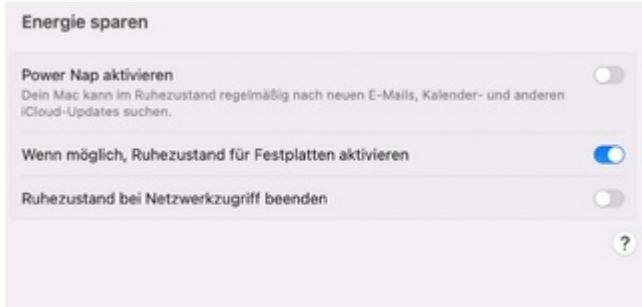 Energie sparen
Power Nap aktivieren
Dein Mac kann im Ruhezustand regelmäßig nach neuen E-Mails, Kalender- und anderen
iCloud-Updates suchen.
Wenn möglich, Ruhezustand für Festplatten aktivieren
Ruhezustand bei Netzwerkzugriff beenden
?